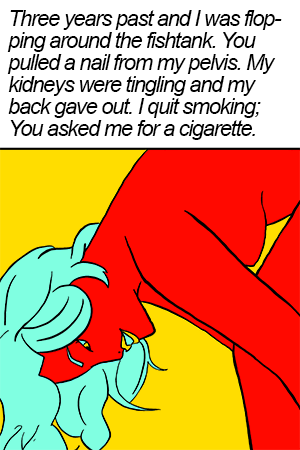 Three years past and I was flop-
ping around the fishtank. You
pulled a nail from my pelvis. My
kidneys were tingling and my
back gave out. I quit smoking;
You asked me for a cigarette.